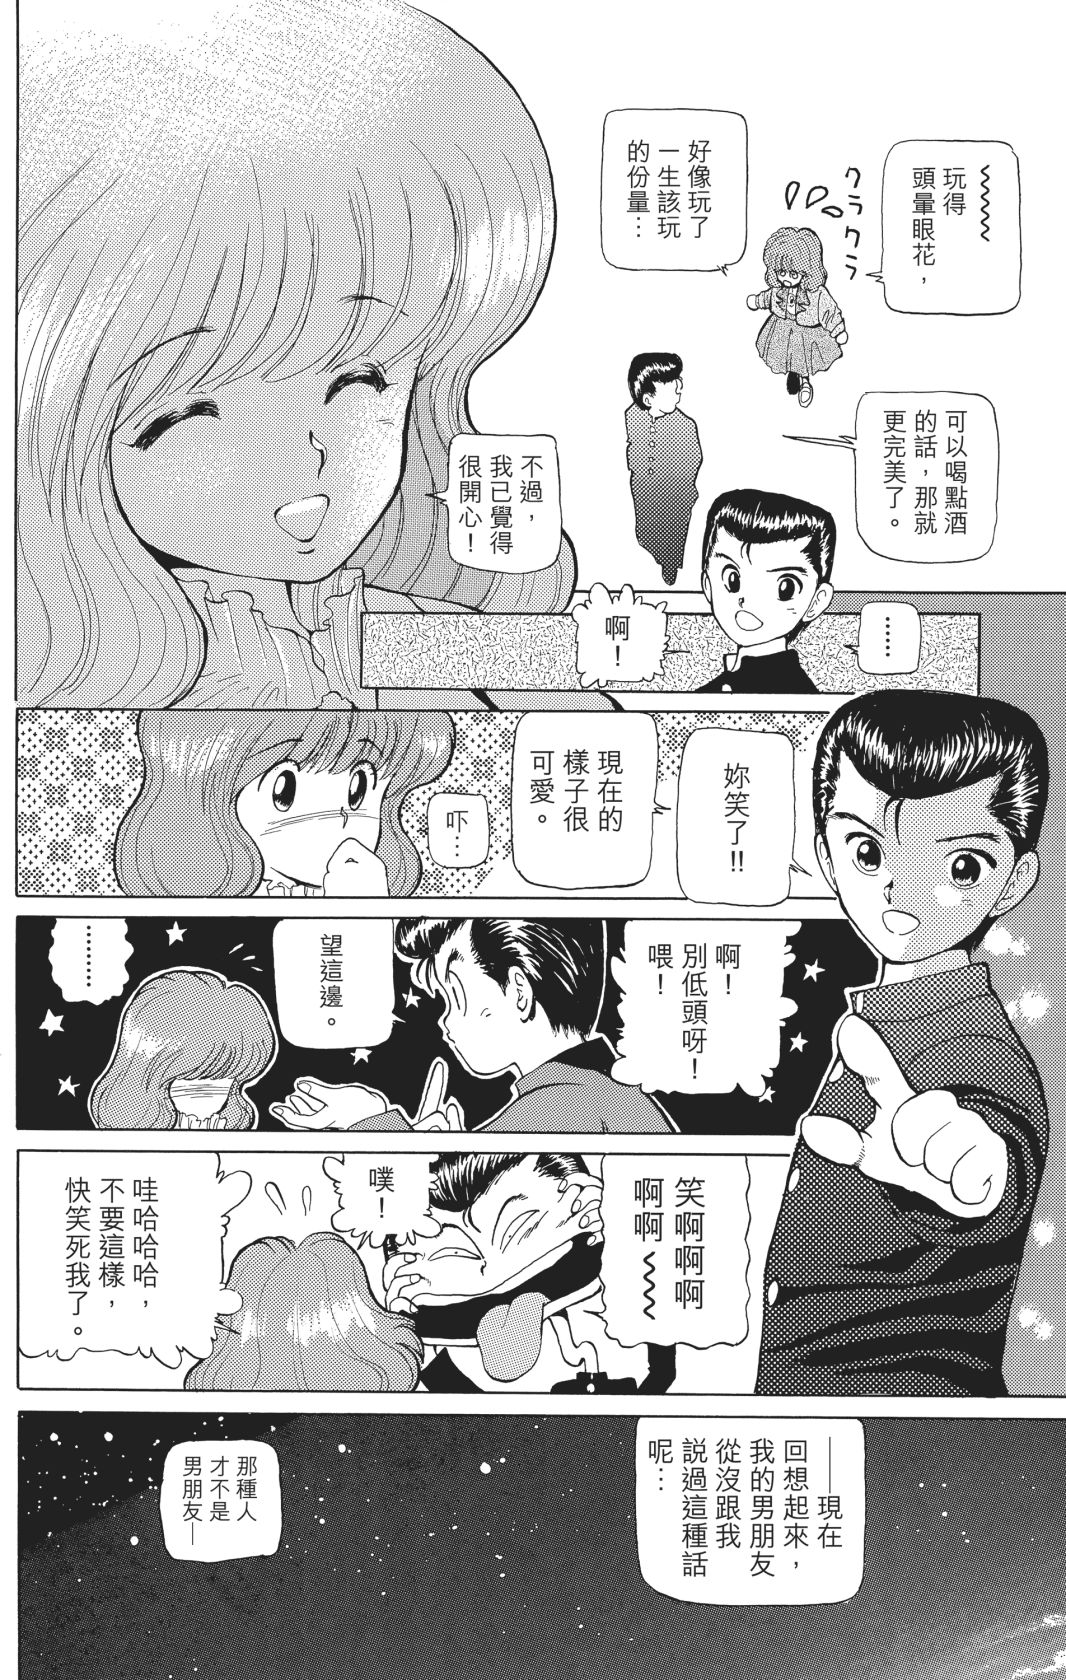 玩得
頭暈眼花，
クラクラ
好像玩了
一生該玩
的份量…
可以喝點酒
的話，那就
更完美了。
不過，
我已覺得
很開心！
……
啊！
妳笑了!!
現在的
樣子很
可愛。
吓…
啊！
別低頭呀！
喂！
望這邊。
………
笑啊啊啊
啊啊
噗！
哇哈哈哈，
不要這樣，
快笑死我了。
──現在
回想起來，
我的男朋友
從沒跟我
說過這種話
呢…
那種人
才不是
男朋友─